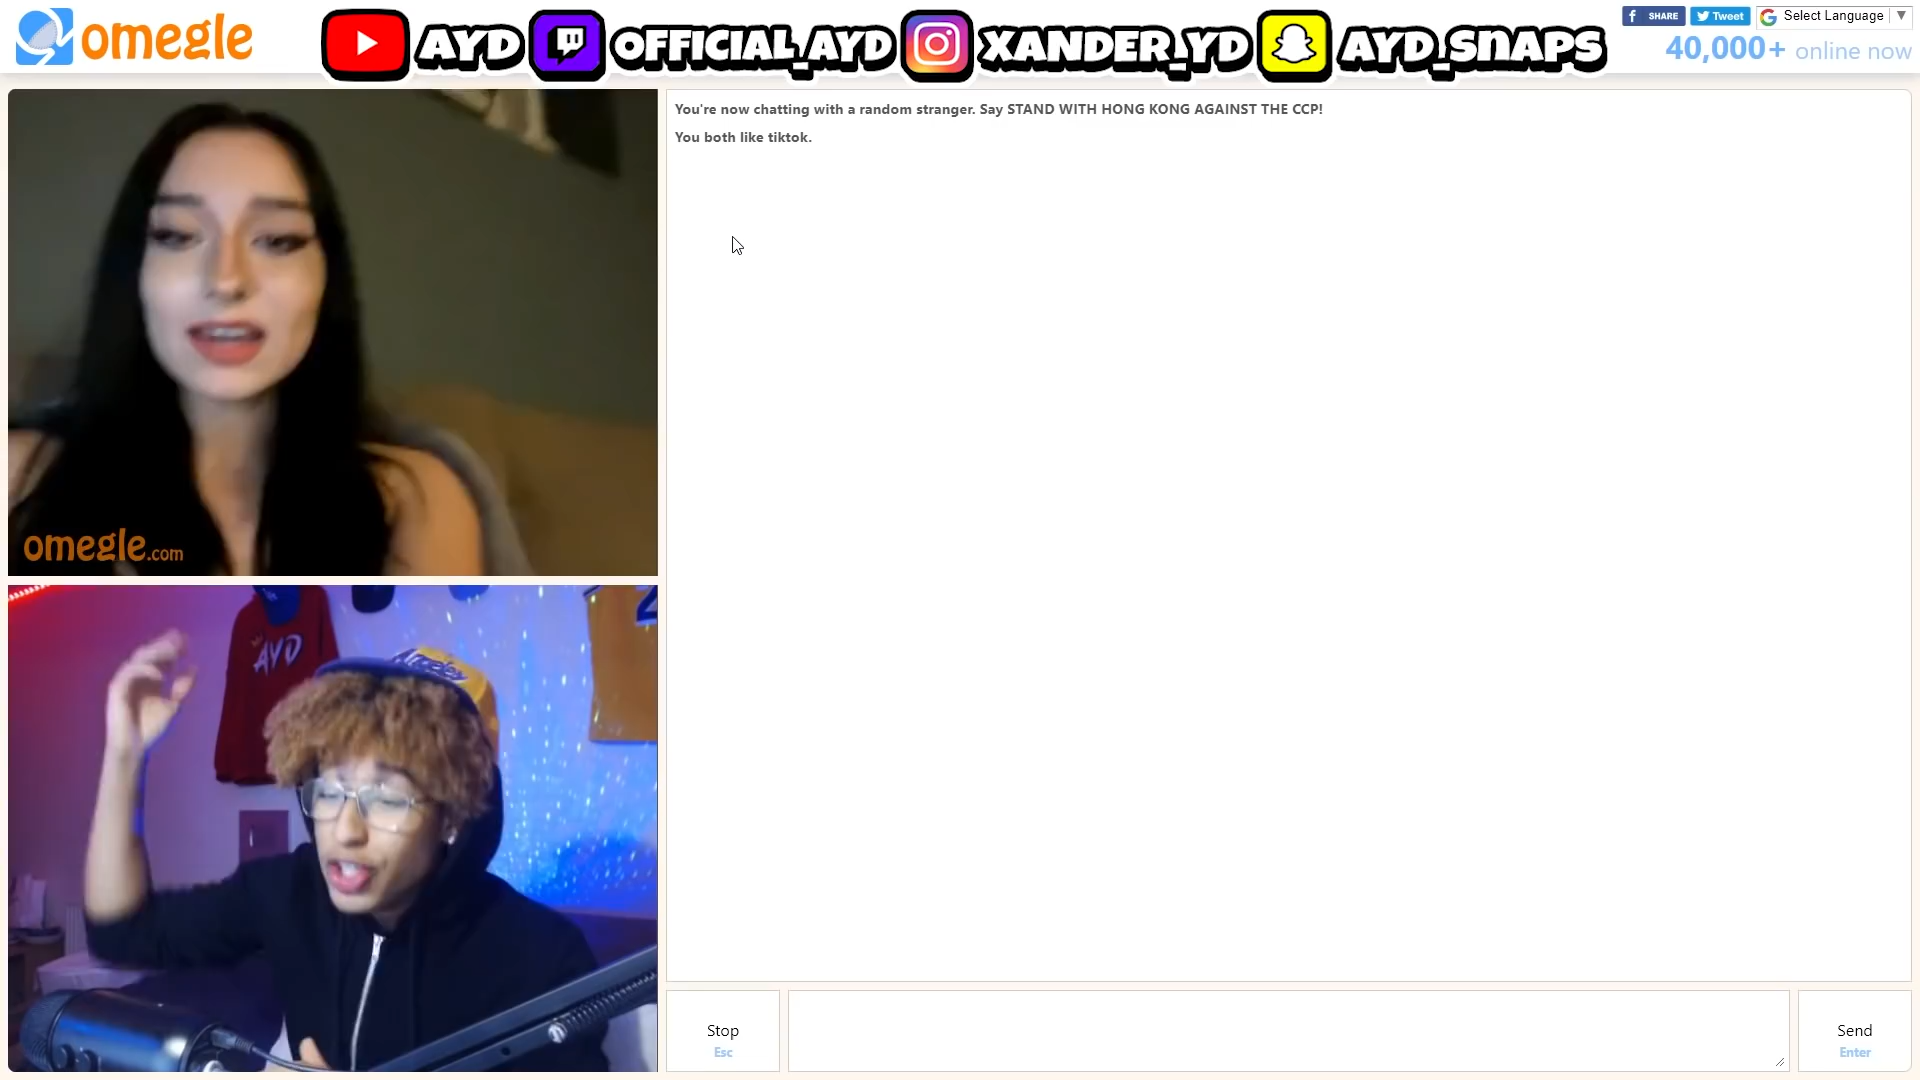 omegle
AYD OFFICIAL_AYD XANDER_YD AYD_SNAPS
SHARE Tweet G Select Language ▼
40,000+ online now
You're now chatting with a random stranger. Say STAND WITH HONG KONG AGAINST THE CCP!
You both like tiktok.
omegle.com
AYD
Stop
Esc
Send
Enter